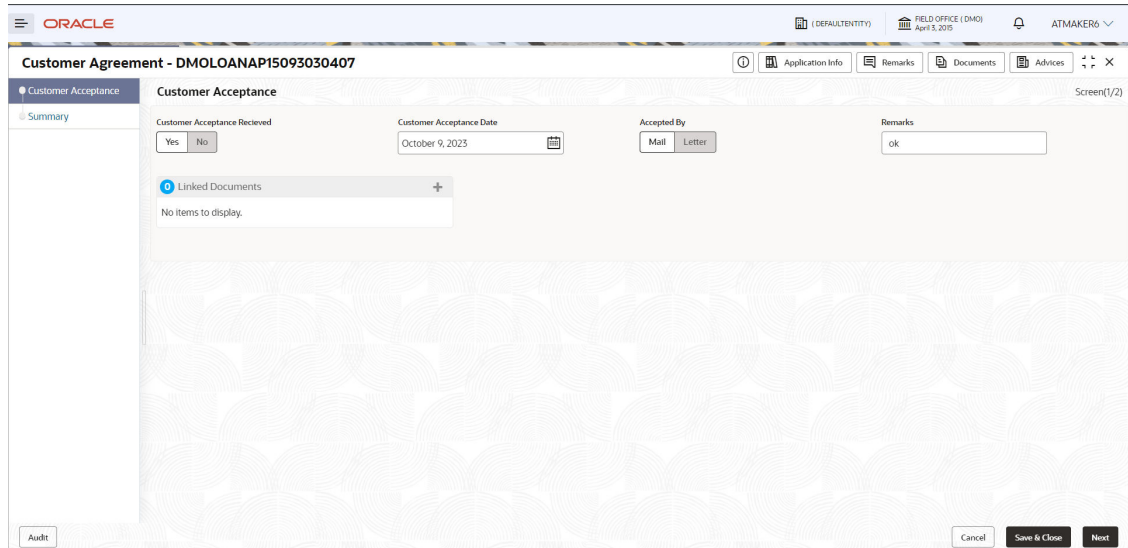 ORACLE
( DEFAULTENTITY)
FIELD OFFICE ( DMO)
April 3, 2015
ATMAKER6
Customer Agreement - DMOLOANAP15093030407
Application Info
Remarks
Documents
Advices
Customer Acceptance
Summary
Customer Acceptance
Screen(1/2)
Customer Acceptance Recieved
Yes No
Customer Acceptance Date
October 9, 2023
Accepted By
Mail Letter
Remarks
ok
0 Linked Documents
No items to display.
Audit
Cancel
Save & Close
Next